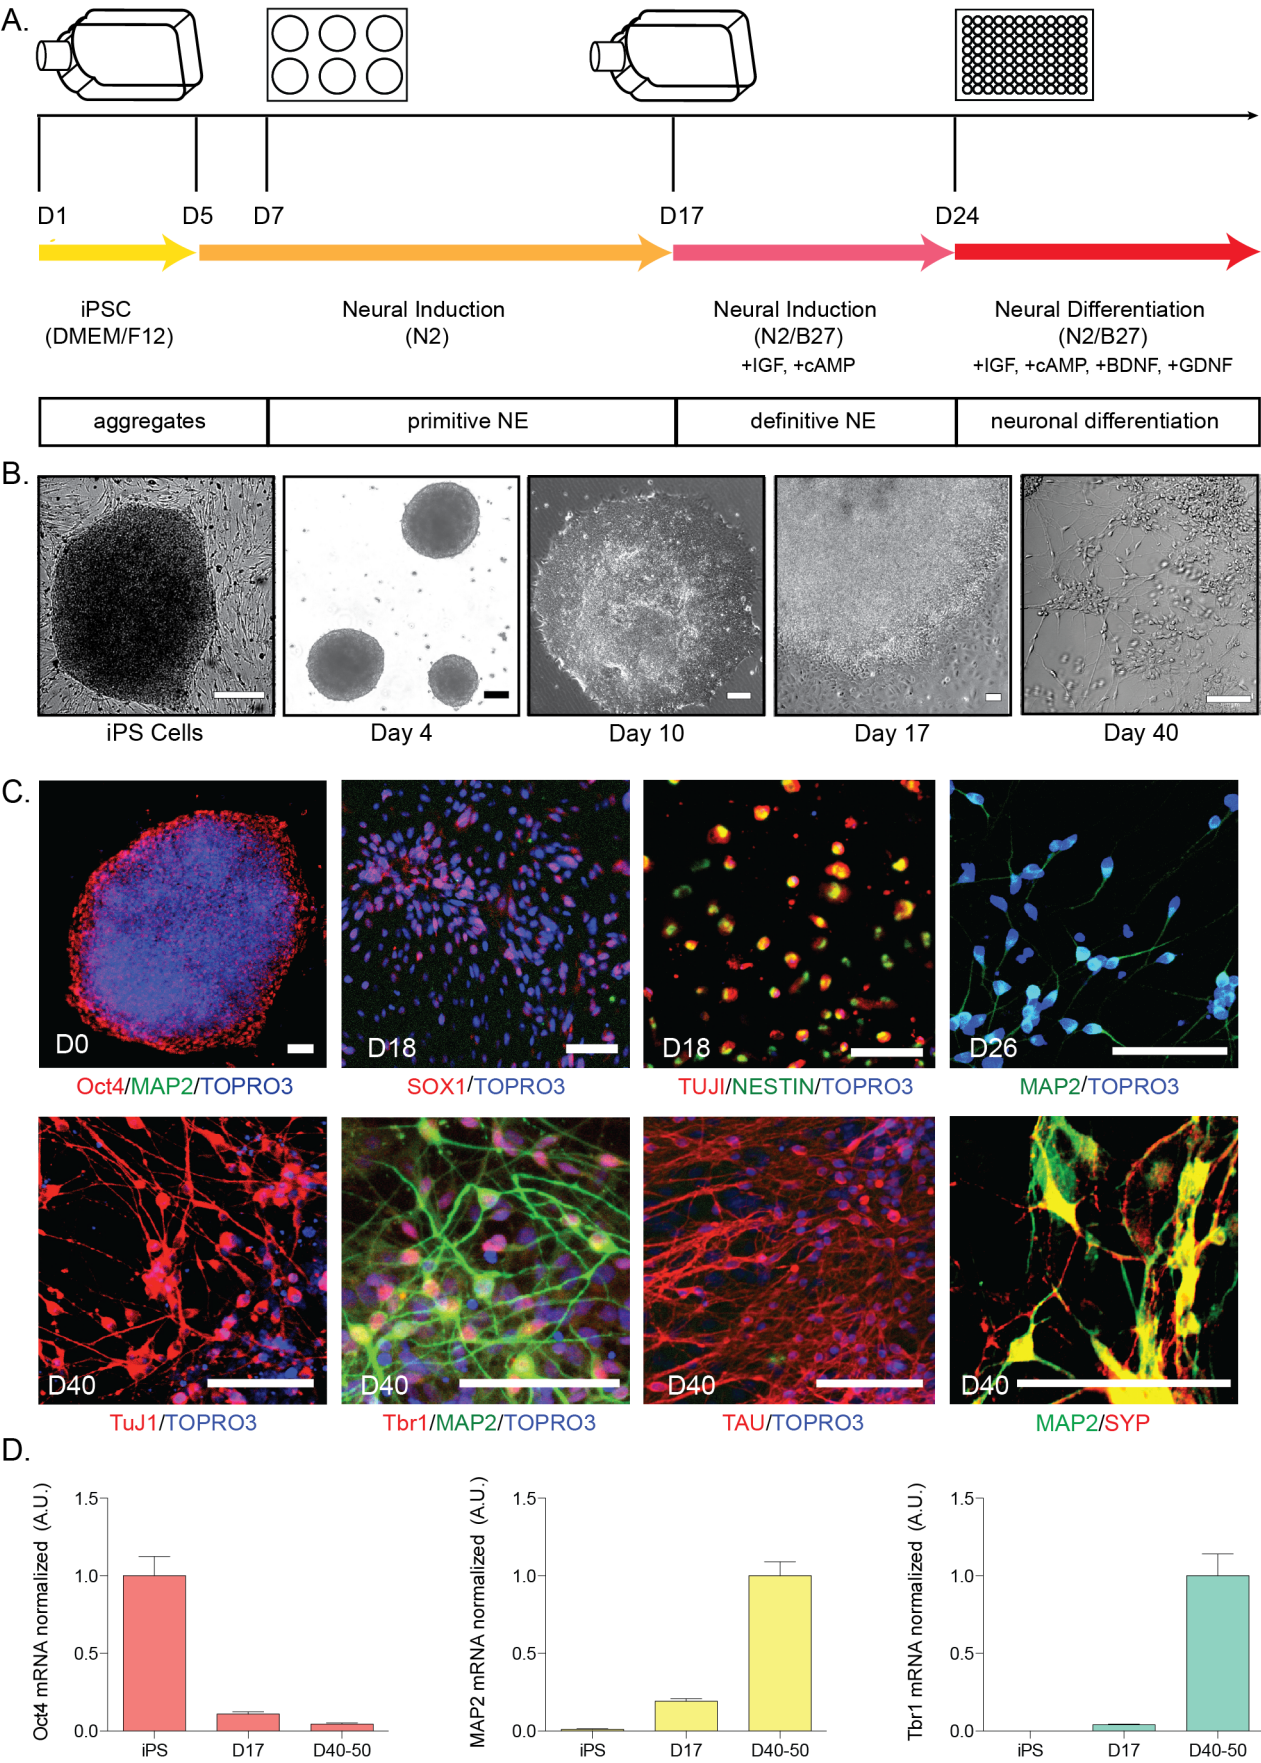 A.
D1 D5 D7 D17 D24
iPSC
(DMEM/F12)
Neural Induction
(N2)
Neural Induction
(N2/B27)
+IGF, +cAMP
Neural Differentiation
(N2/B27)
+IGF, +cAMP, +BDNF, +GDNF
aggregates
primitive NE
definitive NE
neuronal differentiation
B.
iPS Cells
Day 4
Day 10
Day 17
Day 40
C.
D0
Oct4/MAP2/TOPRO3
D18
SOX1/TOPRO3
D18
TUJI/NESTIN/TOPRO3
D26
MAP2/TOPRO3
D40
TuJ1/TOPRO3
D40
Tbr1/MAP2/TOPRO3
D40
TAU/TOPRO3
D40
MAP2/SYP
D.
Oct4 mRNA normalized (A.U.)
1.5
1.0
0.5
0.0
iPS D17 D40-50
MAP2 mRNA normalized (A.U.)
1.5
1.0
0.5
0.0
iPS D17 D40-50
Tbr1 mRNA normalized (A.U.)
1.5
1.0
0.5
0.0
iPS D17 D40-50